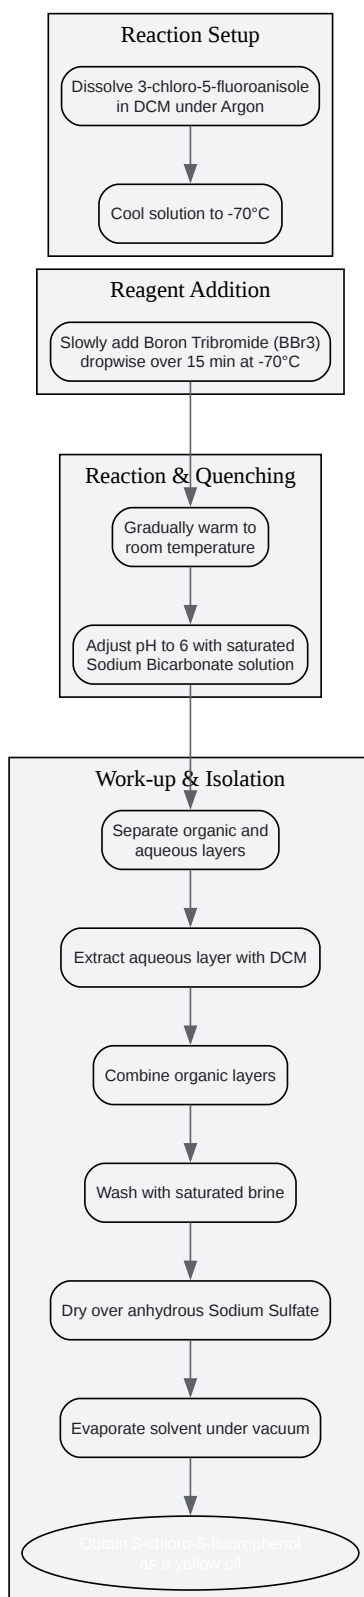 Reaction Setup
Dissolve 3-chloro-5-fluoroanisole
in DCM under Argon
Cool solution to -70°C
Reagent Addition
Slowly add Boron Tribromide (BBr3)
dropwise over 15 min at -70°C
Reaction & Quenching
Gradually warm to
room temperature
Adjust pH to 6 with saturated
Sodium Bicarbonate solution
Work-up & Isolation
Separate organic and
aqueous layers
Extract aqueous layer with DCM
Combine organic layers
Wash with saturated brine
Dry over anhydrous Sodium Sulfate
Evaporate solvent under vacuum
Obtain 3-chloro-5-fluorophenol
as a yellow oil